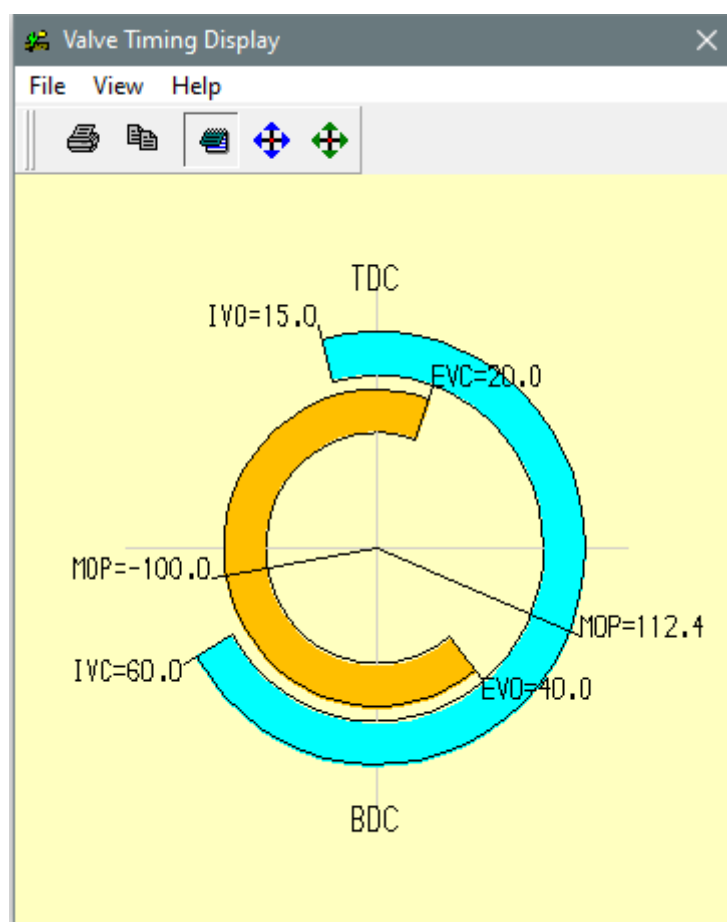 Valve Timing Display
File View Help
TDC
IVO=15.0
EVC=20.0
MOP=-100.0
MOP=112.4
IVC=60.0
EVO=40.0
BDC